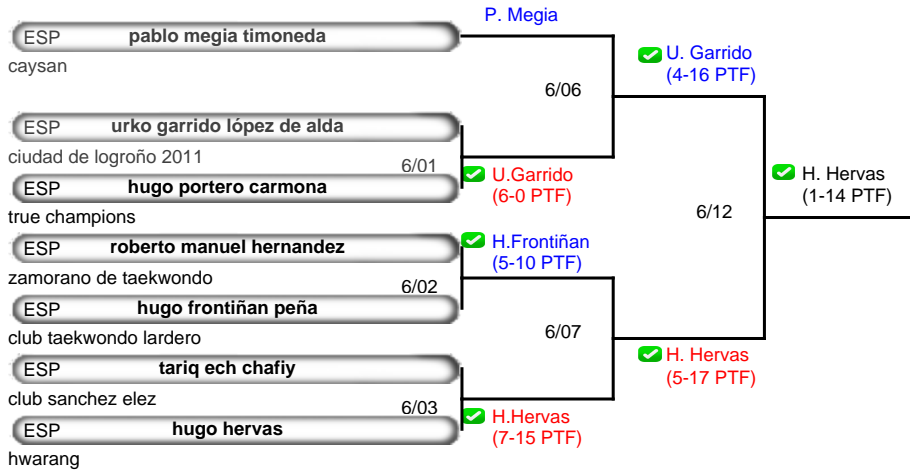 P. Megia
ESP pablo megia timoneda
caysan
U. Garrido
(4-16 PTF)
6/06
ESP urko garrido lópez de alda
ciudad de logroño 2011
6/01
ESP hugo portero carmona
true champions
U.Garrido
(6-0 PTF)
H. Hervas
(1-14 PTF)
6/12
ESP roberto manuel hernandez
zamorano de taekwondo
H.Frontiñan
(5-10 PTF)
6/02
ESP hugo frontiñan peña
club taekwondo lardero
6/07
ESP tariq ech chafiy
club sanchez elez
H. Hervas
(5-17 PTF)
6/03
ESP hugo hervas
hwarang
H.Hervas
(7-15 PTF)